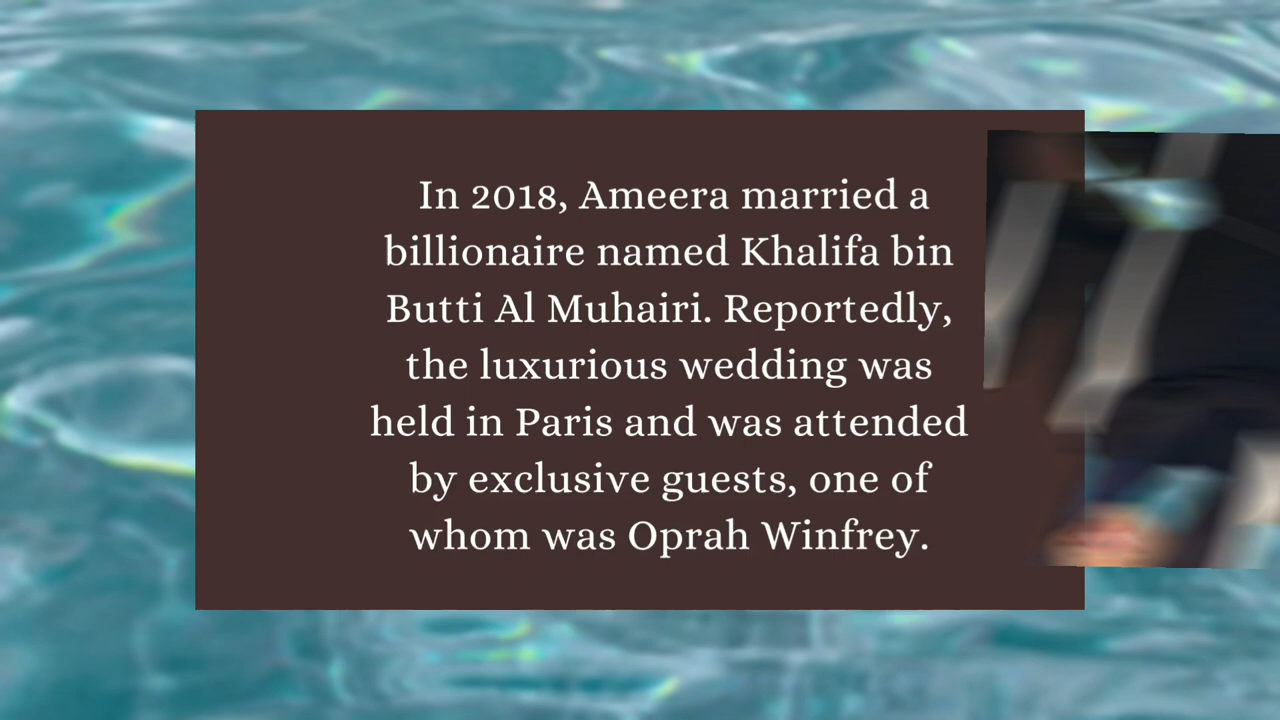 In 2018, Ameera married a
billionaire named Khalifa bin
Butti Al Muhairi. Reportedly,
the luxurious wedding was
held in Paris and was attended
by exclusive guests, one of
whom was Oprah Winfrey.